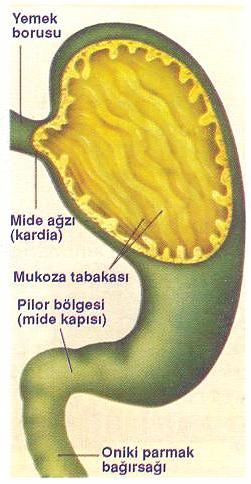 Yemek
borusu
Mide ağzı
(kardia)
Mukoza tabakası
Pilor bölgesi
(mide kapısı)
Oniki parmak
bağırsağı